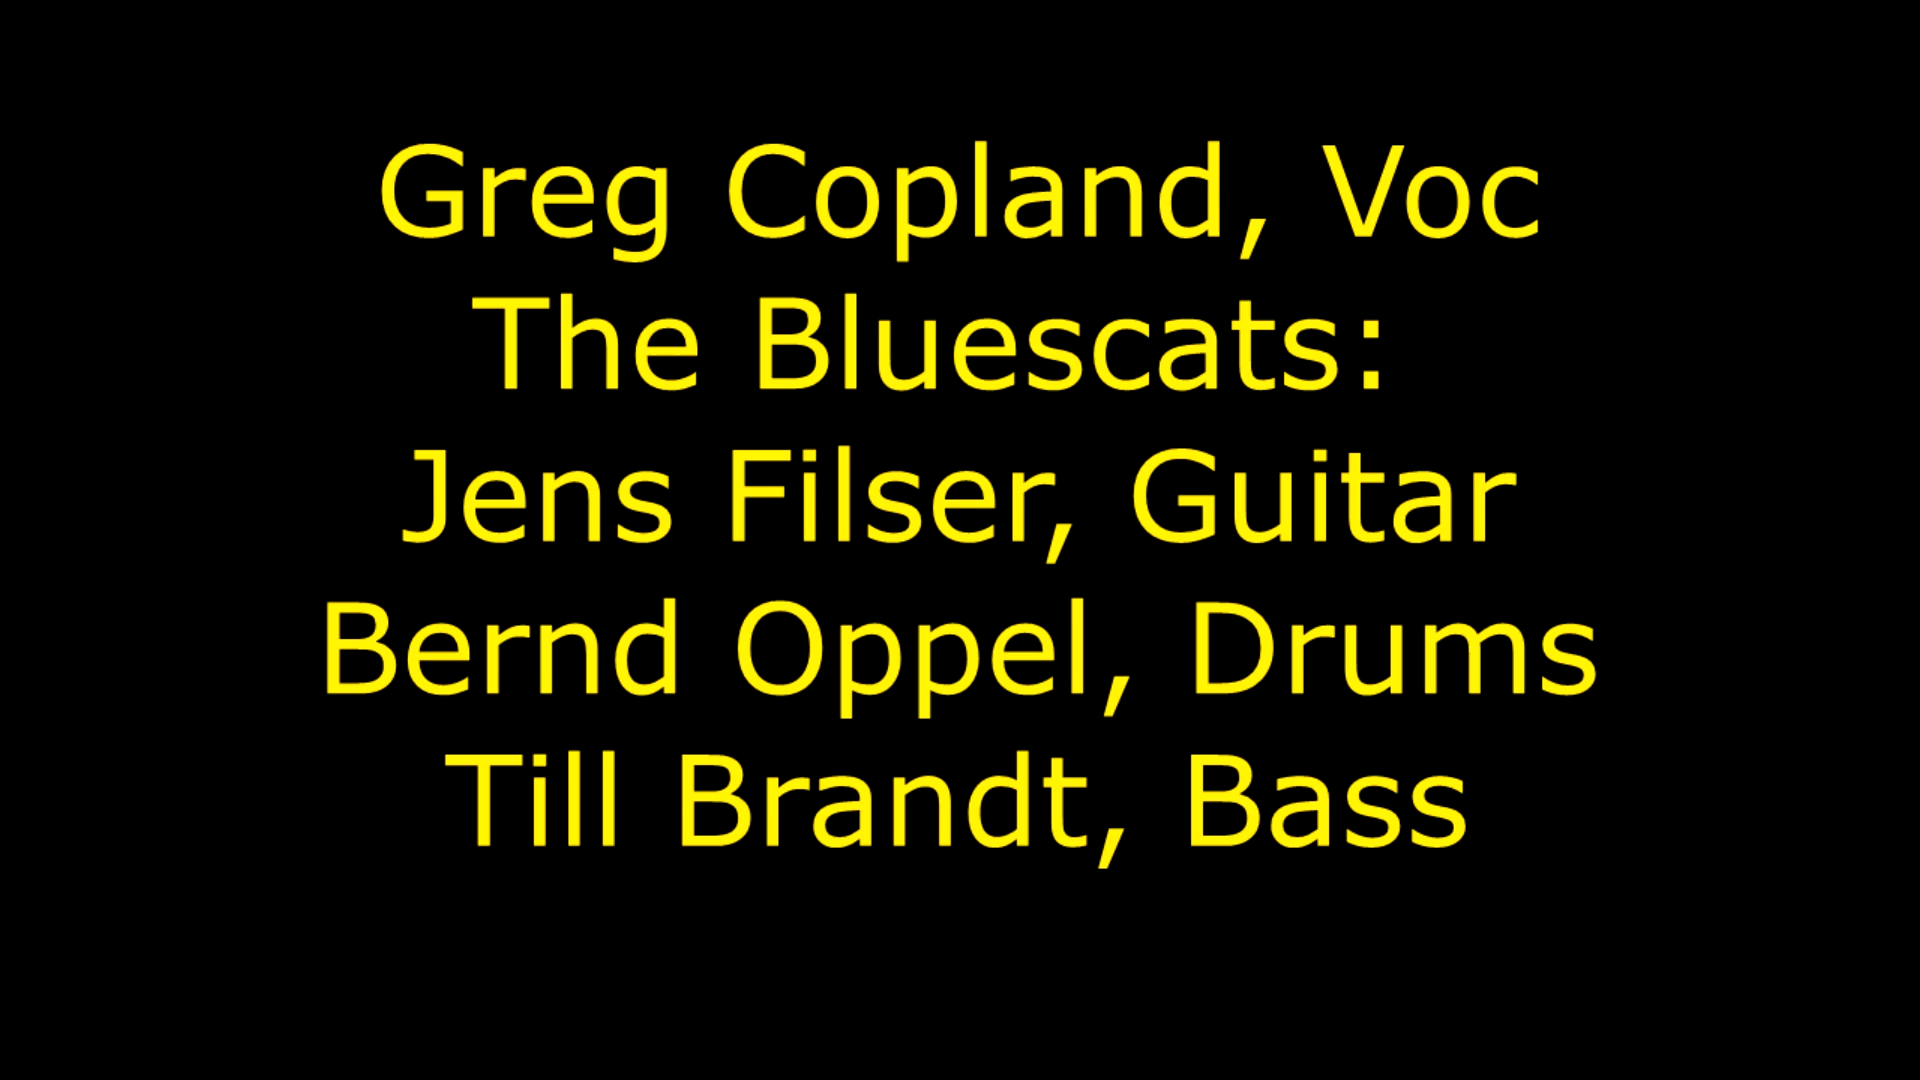 Greg Copland, Voc
The Bluescats:
Jens Filser, Guitar
Bernd Oppel, Drums
Till Brandt, Bass